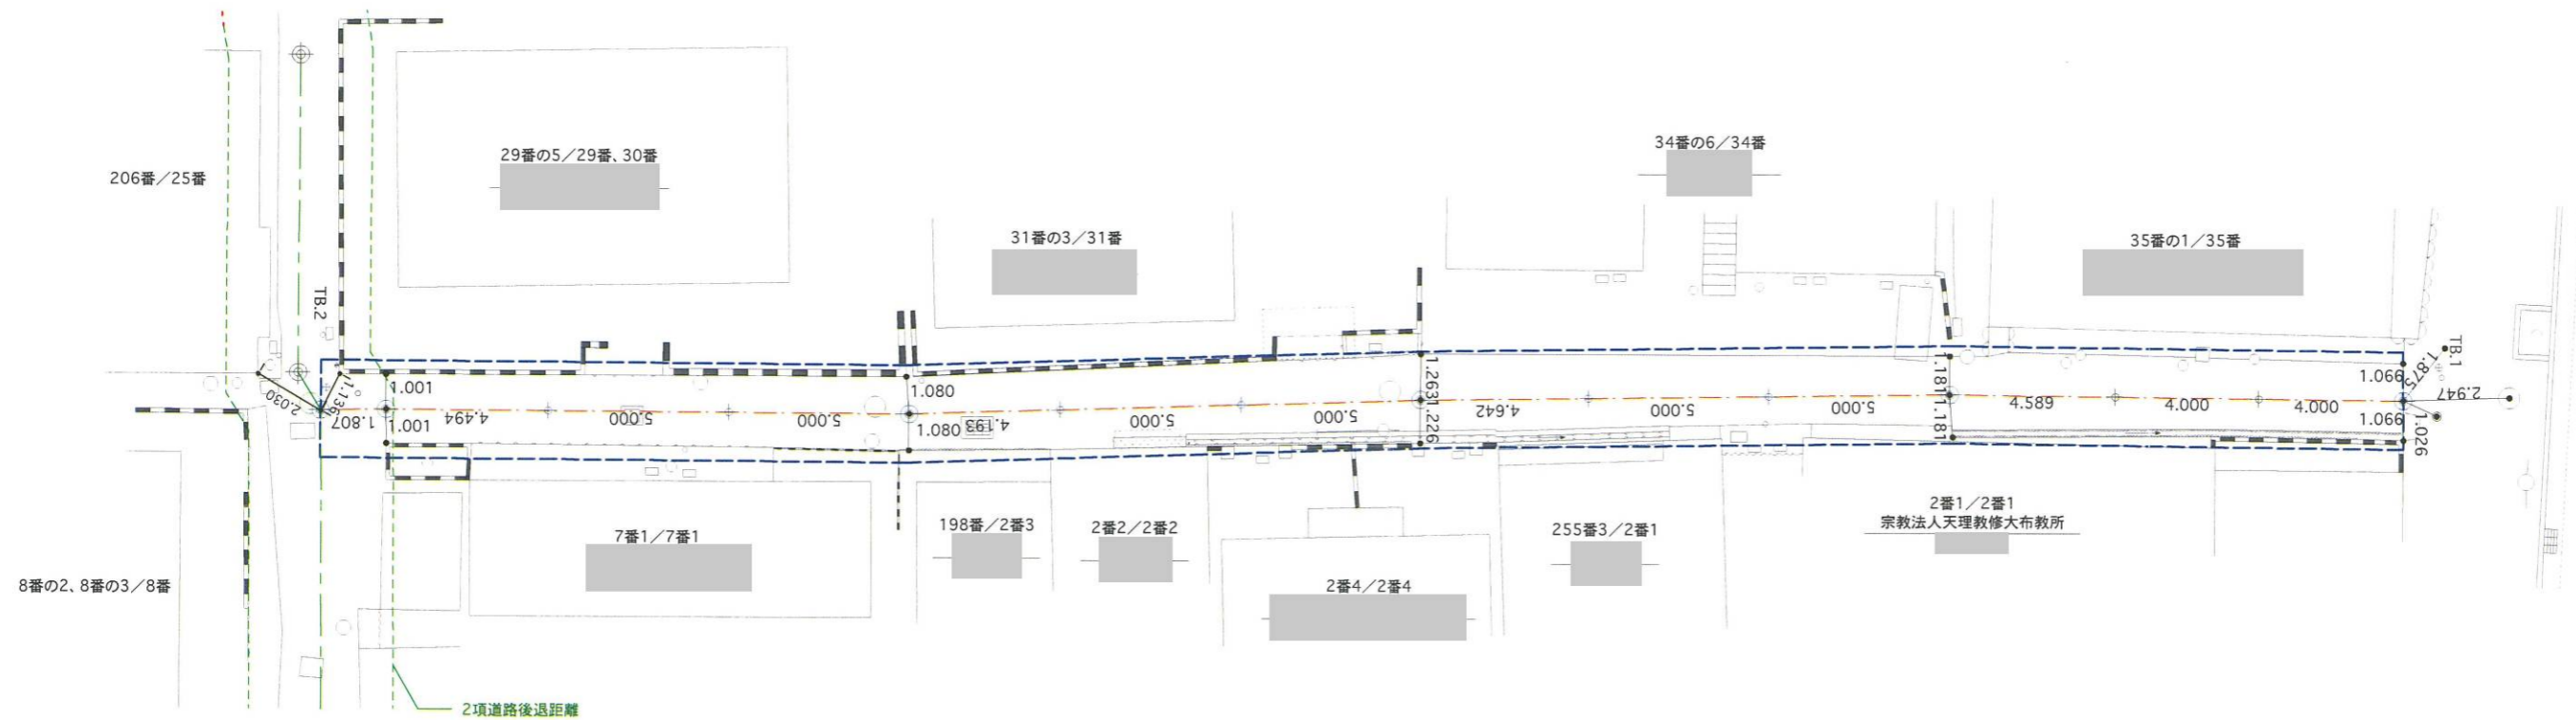 34番の6／34番
29番の5／29番、30番
206番／25番
31番の3／31番
35番の1／35番
TB.2
TB.1
1.136
2.030
1.807
1.001
1.001
4.494
5.000
5.000
1.080
1.080
4.193
5.000
5.000
1.263
1.226
4.642
5.000
5.000
1.181
1.181
4.589
4.000
4.000
1.066
1.066
1.875
2.947
1.026
7番1／7番1
198番／2番3
2番2／2番2
2番4／2番4
255番3／2番1
2番1／2番1
宗教法人天理教修大布教所
8番の2、8番の3／8番
2項道路後退距離